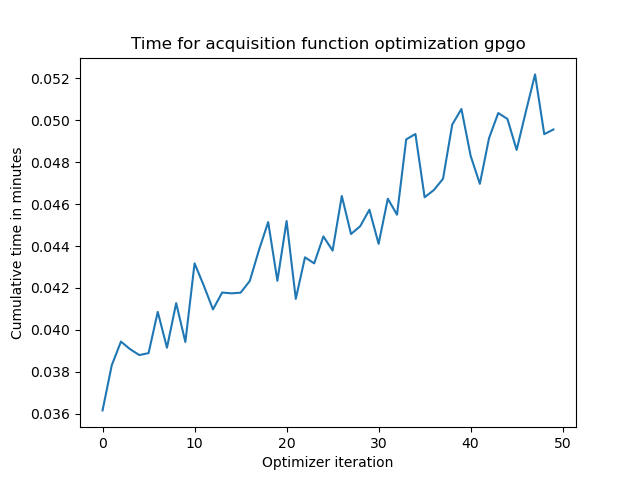 Time for acquisition function optimization gpgo
0.052
0.050
0.048
0.046
0.044
0.042
0.040
0.038
0.036
Cumulative time in minutes
0 10 20 30 40 50
Optimizer iteration